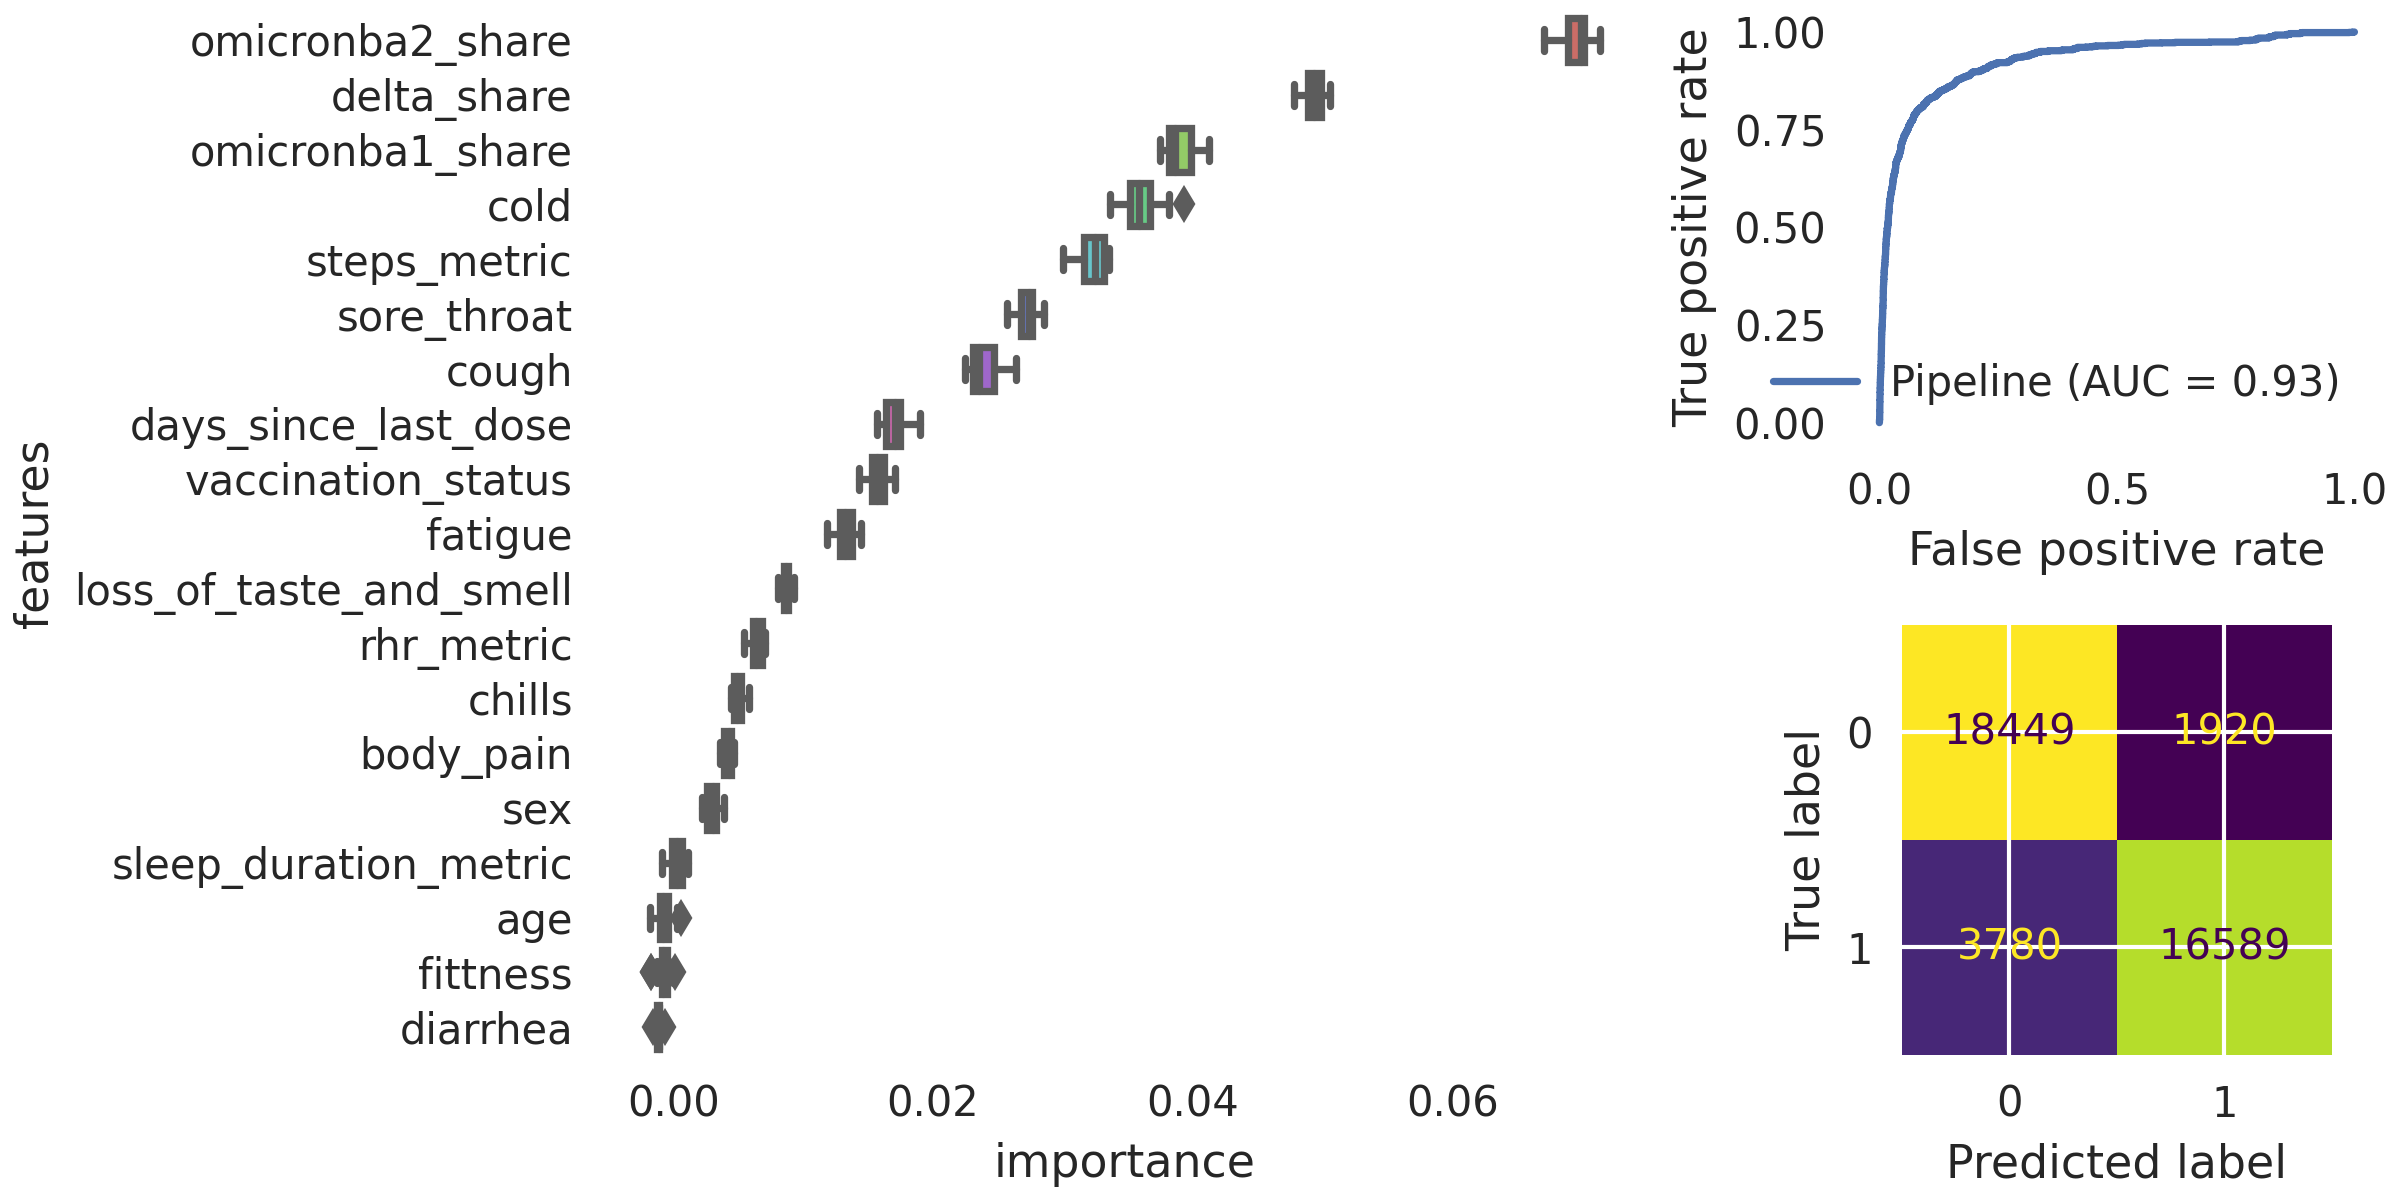 omicronba2_share
delta_share
omicronba1_share
cold
steps_metric
sore_throat
cough
days_since_last_dose
vaccination_status
fatigue
loss_of_taste_and_smell
rhr_metric
chills
body_pain
sex
sleep_duration_metric
age
fittness
diarrhea
features
0.00 0.02 0.04 0.06
importance
1.00
0.75
0.50
0.25
0.00
True positive rate
Pipeline (AUC = 0.93)
0.0 0.5 1.0
False positive rate
True label
0 18449 1920
1 3780 16589
0 1
Predicted label